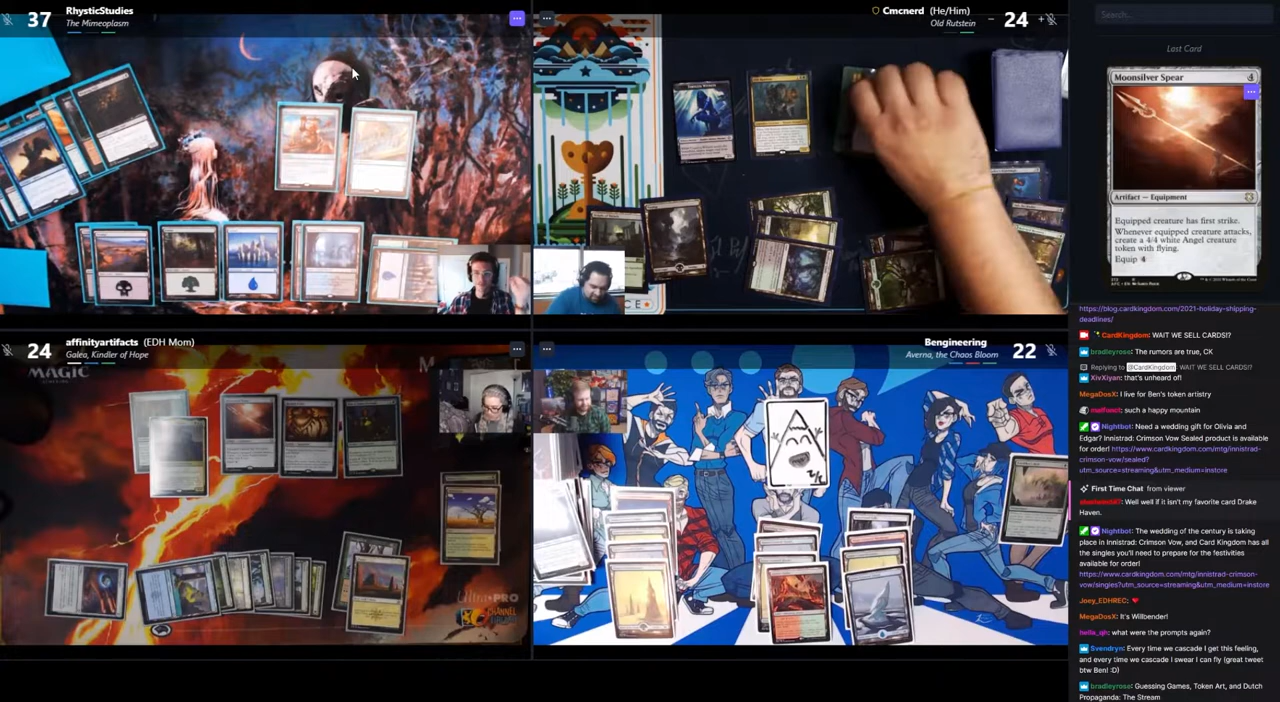 37
RhysticStudies
The Mimeoplasm
Cmcnerd (He/Him)
Old Rutstein
− 24 +
24
affinityartifacts (EDH Mom)
Galea, Kindler of Hope
Bengineering
Averna, the Chaos Bloom
22
MAGIC
CHANNEL
Search...
Last Card
Moonsilver Spear 4
Artifact — Equipment
Equipped creature has first strike.
Whenever equipped creature attacks,
create a 4/4 white Angel creature
token with flying.
Equip 4
https://blog.cardkingdom.com/2021-holiday-shipping-
deadlines/
CardKingdom: WAIT WE SELL CARDS!?
bradleyrose: The rumors are true, CK
Replying to @CardKingdom: WAIT WE SELL CARDS!?
XivXiyan: that's unheard of!
MegaDosX: I live for Ben's token artistry
: such a happy mountain
Nightbot: Need a wedding gift for Olivia and
Edgar? Innistrad: Crimson Vow Sealed product is available
for order! https://www.cardkingdom.com/mtg/innistrad-
crimson-vow/sealed?
utm_source=streaming&utm_medium=instore
First Time Chat from viewer
: Well well if it isn't my favorite card Drake
Haven.
Nightbot: The wedding of the century is taking
place in Innistrad: Crimson Vow, and Card Kingdom has all
the singles you'll need to prepare for the festivities
available for order!
https://www.cardkingdom.com/mtg/innistrad-crimson-
vow/singles?utm_source=streaming&utm_medium=instore
Joey_EDHREC: ❤
MegaDosX: It's Wilbender!
hella_qh: what were the prompts again?
Svendryn: Every time we cascade I get this feeling,
and every time we cascade I swear I can fly (great tweet
btw Ben! :D)
bradleyrose: Guessing Games, Token Art, and Dutch
Propaganda: The Stream